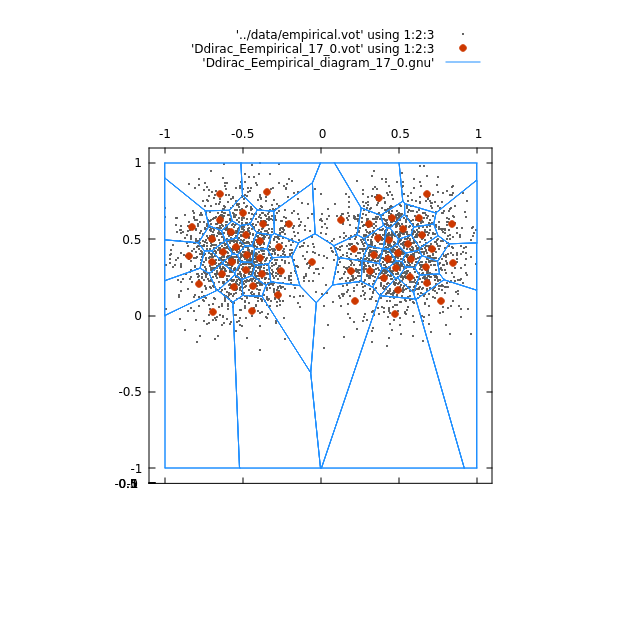 '../data/empirical.vot' using 1:2:3
'Ddirac_Eempirical_17_0.vot' using 1:2:3
'Ddirac_Eempirical_diagram_17_0.gnu'
-1 -0.5 0 0.5 1
1
0.5
0
-0.5
-1